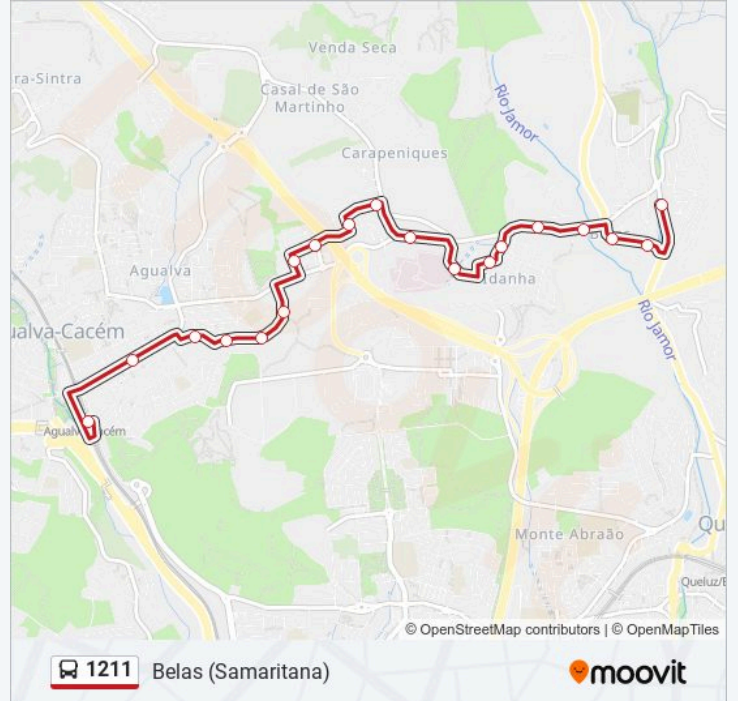 Venda Seca
ra-Sintra
Casal de São
Martinho
Rio Jamor
Carapeniques
Agualva
Idanha
ualva-Cacém
Rio Jamor
Monte Abraão
Qu
Queluz/B
© OpenStreetMap contributors | © OpenMapTiles
1211 Belas (Samaritana) moovit